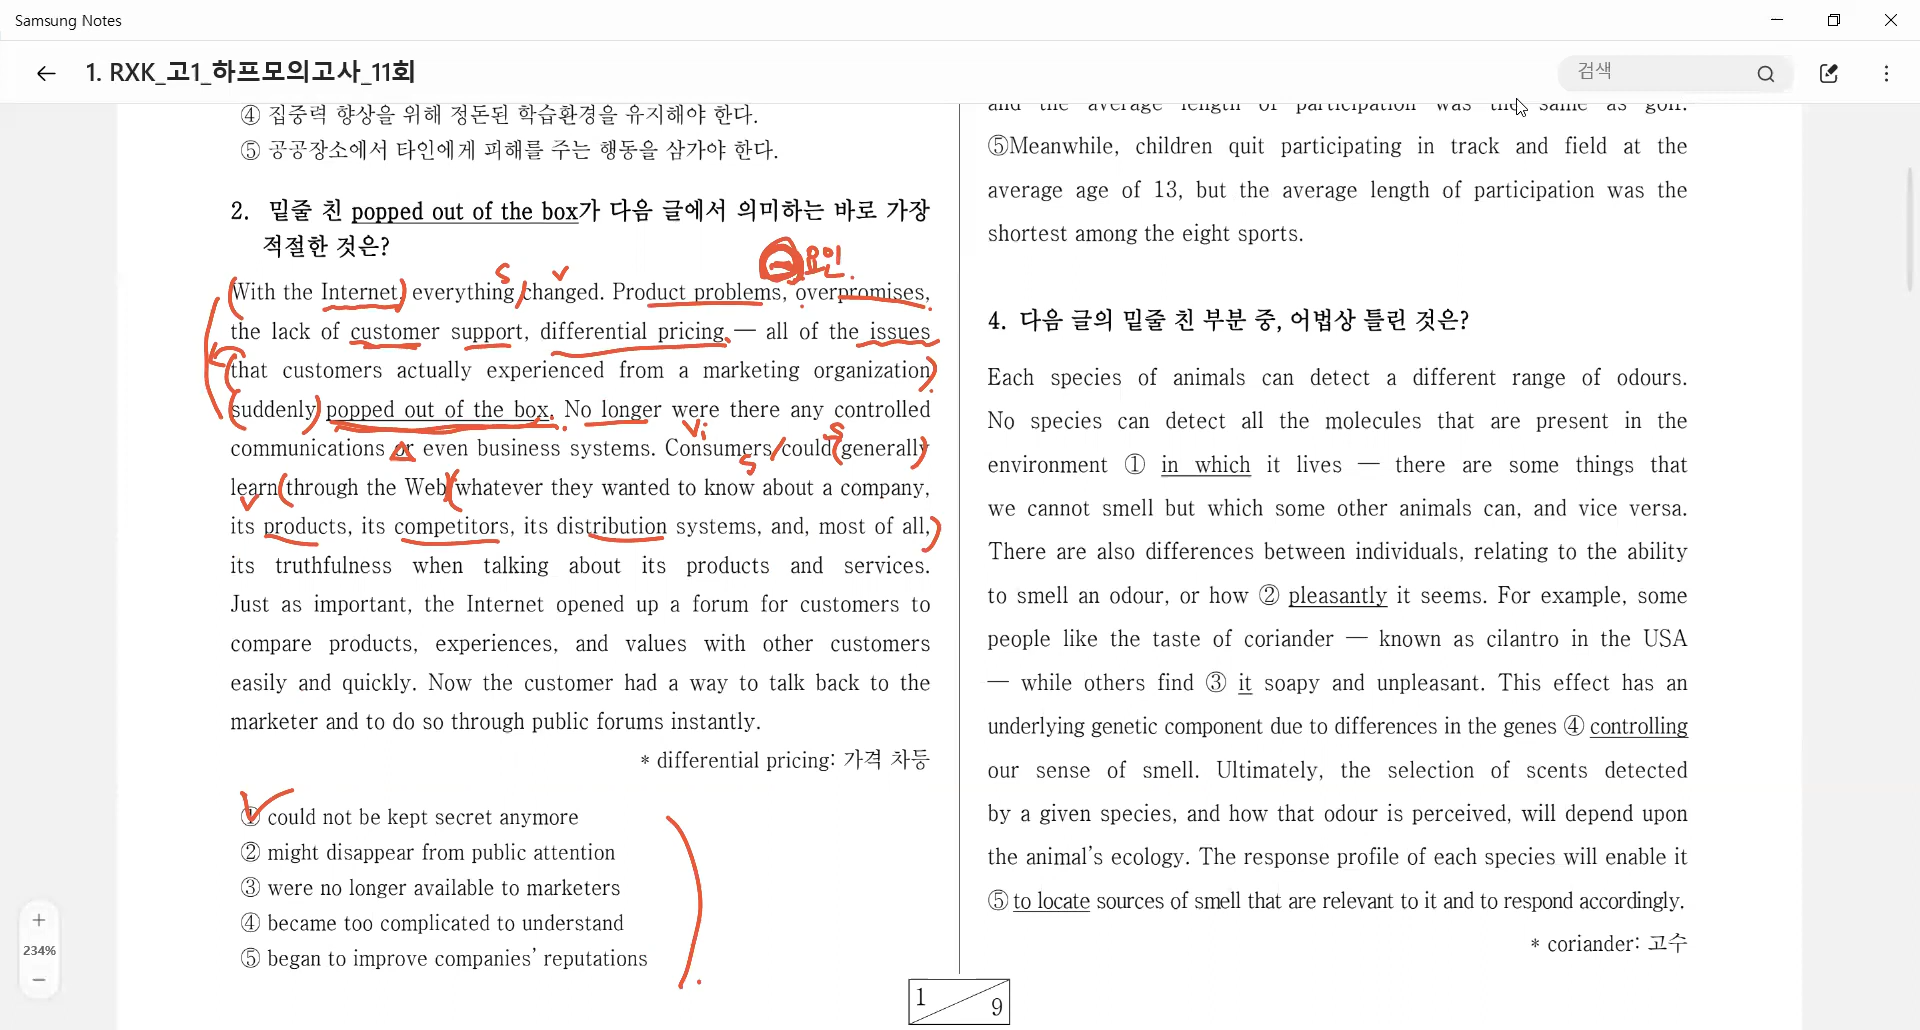 Samsung Notes
1. RXK_고1_하프모의고사_11회
검색
④ 집중력 향상을 위해 정돈된 학습환경을 유지해야 한다.
⑤ 공공장소에서 타인에게 피해를 주는 행동을 삼가야 한다.
2. 밑줄 친 popped out of the box가 다음 글에서 의미하는 바로 가장
적절한 것은?
⊖요인.
S V
With the Internet, everything changed. Product problems, overpromises,
the lack of customer support, differential pricing — all of the issues
that customers actually experienced from a marketing organization
suddenly popped out of the box. No longer were there any controlled
communications or even business systems. Consumers could generally
learn through the Web whatever they wanted to know about a company,
its products, its competitors, its distribution systems, and, most of all,
its truthfulness when talking about its products and services.
Just as important, the Internet opened up a forum for customers to
compare products, experiences, and values with other customers
easily and quickly. Now the customer had a way to talk back to the
marketer and to do so through public forums instantly.
* differential pricing: 가격 차등
① could not be kept secret anymore
② might disappear from public attention
③ were no longer available to marketers
④ became too complicated to understand
⑤ began to improve companies' reputations
and the average length of participation was the same as golf.
⑤Meanwhile, children quit participating in track and field at the
average age of 13, but the average length of participation was the
shortest among the eight sports.
4. 다음 글의 밑줄 친 부분 중, 어법상 틀린 것은?
Each species of animals can detect a different range of odours.
No species can detect all the molecules that are present in the
environment ① in which it lives — there are some things that
we cannot smell but which some other animals can, and vice versa.
There are also differences between individuals, relating to the ability
to smell an odour, or how ② pleasantly it seems. For example, some
people like the taste of coriander — known as cilantro in the USA
— while others find ③ it soapy and unpleasant. This effect has an
underlying genetic component due to differences in the genes ④ controlling
our sense of smell. Ultimately, the selection of scents detected
by a given species, and how that odour is perceived, will depend upon
the animal's ecology. The response profile of each species will enable it
⑤ to locate sources of smell that are relevant to it and to respond accordingly.
* coriander: 고수
234%
1 9